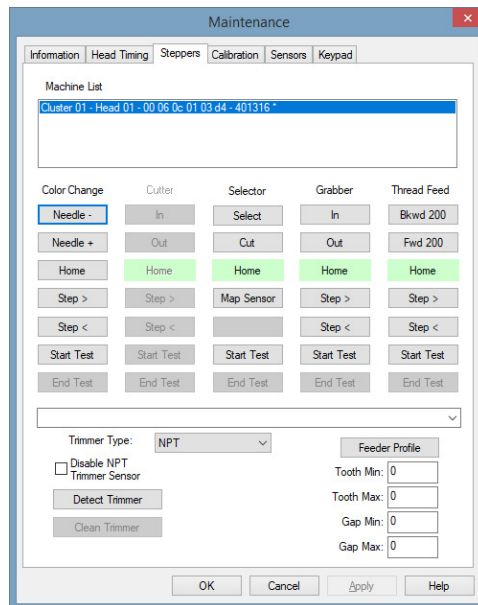 Maintenance
Information Head Timing Steppers Calibration Sensors Keypad
Machine List
Cluster 01 - Head 01 - 00 06 0c 01 03 d4 - 401316 *
Color Change Cutter Selector Grabber Thread Feed
Needle - In Select In Bkwd 200
Needle + Out Cut Out Fwd 200
Home Home Home Home Home
Step > Step > Map Sensor Step > Step >
Step < Step < Step < Step <
Start Test Start Test Start Test Start Test Start Test
End Test End Test End Test End Test End Test
Trimmer Type: NPT Feeder Profile
Disable NPT
Trimmer Sensor
Tooth Min: 0
Detect Trimmer Tooth Max: 0
Clean Trimmer Gap Min: 0
Gap Max: 0
OK Cancel Apply Help